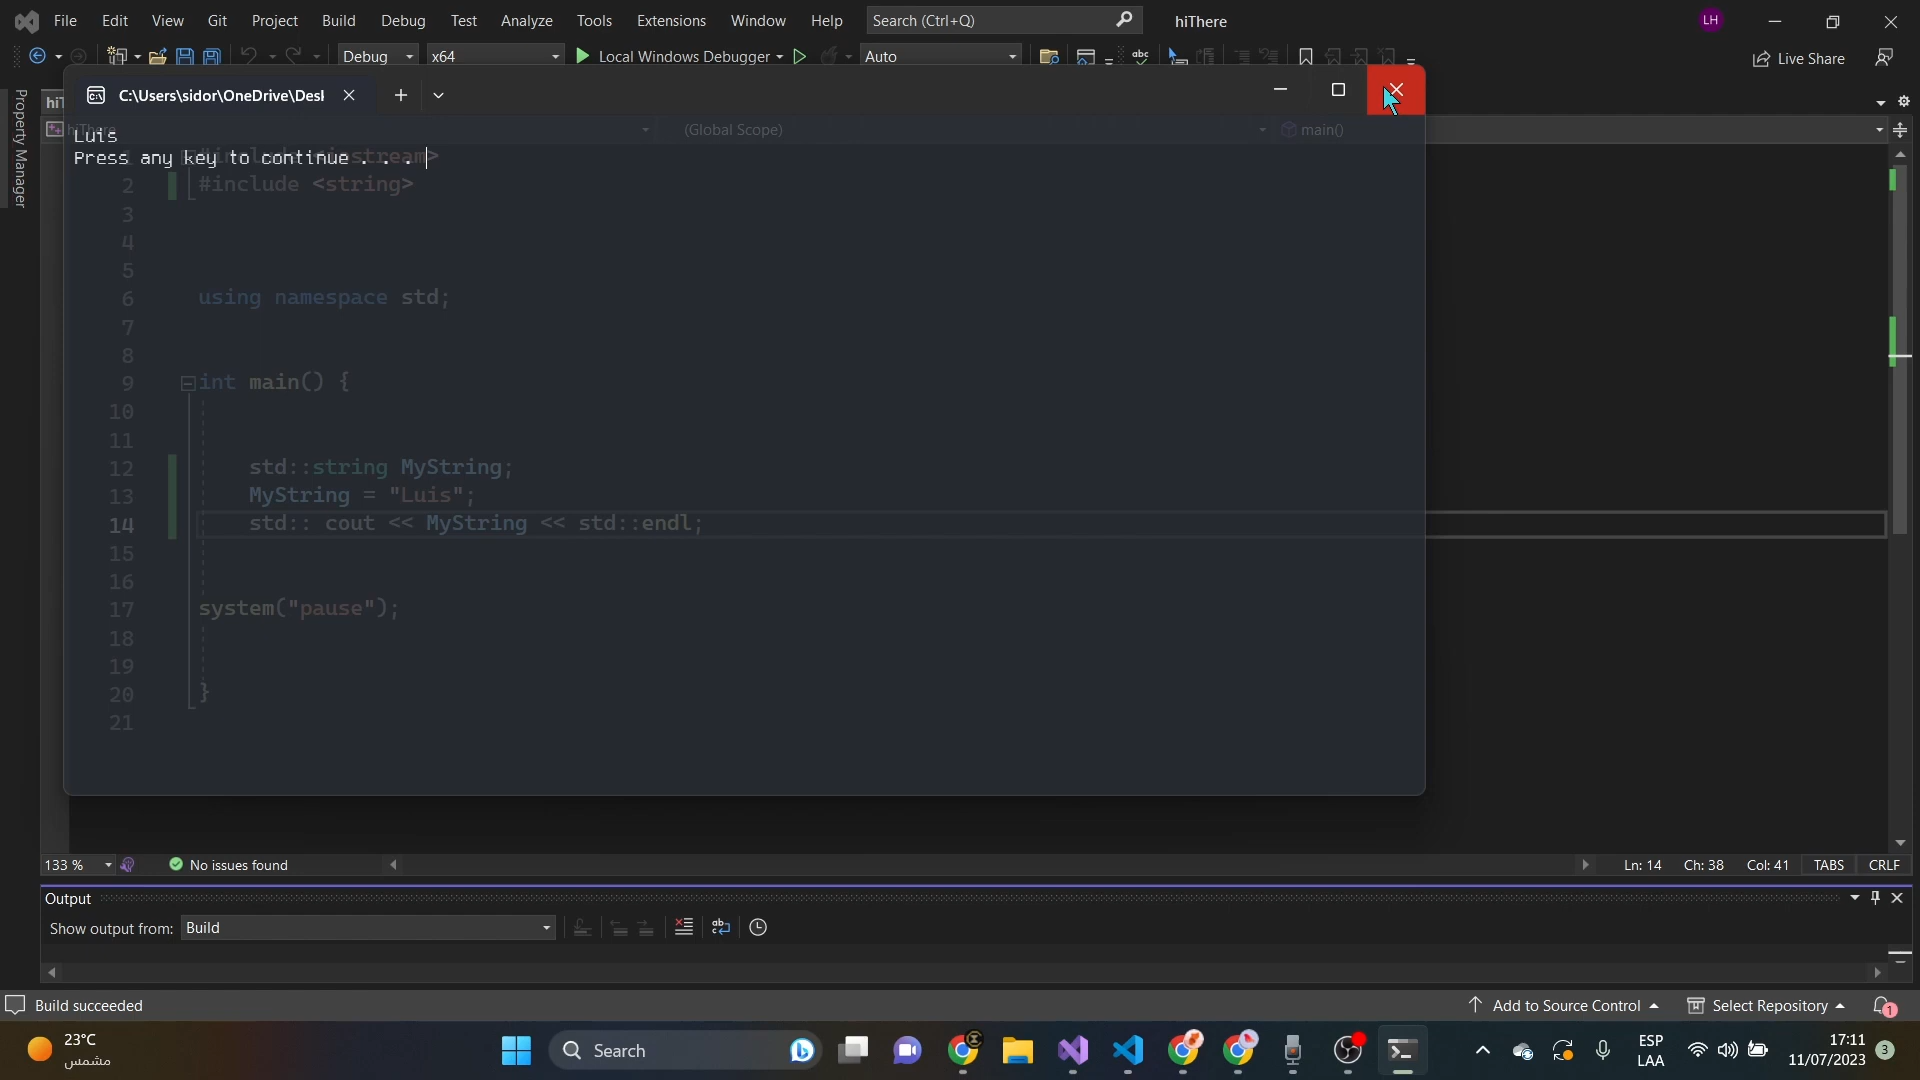 File Edit View Git Project Build Debug Test Analyze Tools Extensions Window Help Search (Ctrl+Q) hiThere LH
Debug x64 Local Windows Debugger Auto Live Share
Property Manager
C:\Users\sidor\OneDrive\Desl
hiThere (Global Scope) main()
Luis
Press any key to continue . . .
1 #include <iostream>
2 #include <string>
3
4
5
6 using namespace std;
7
8
9 int main() {
10
11
12 std::string MyString;
13 MyString = "Luis";
14 std:: cout << MyString << std::endl;
15
16
17 system("pause");
18
19
20 }
21
133 % No issues found Ln: 14 Ch: 38 Col: 41 TABS CRLF
Output
Show output from: Build
Build succeeded Add to Source Control Select Repository 1
23°C
مشمس
Search
ESP
LAA
17:11
11/07/2023 3